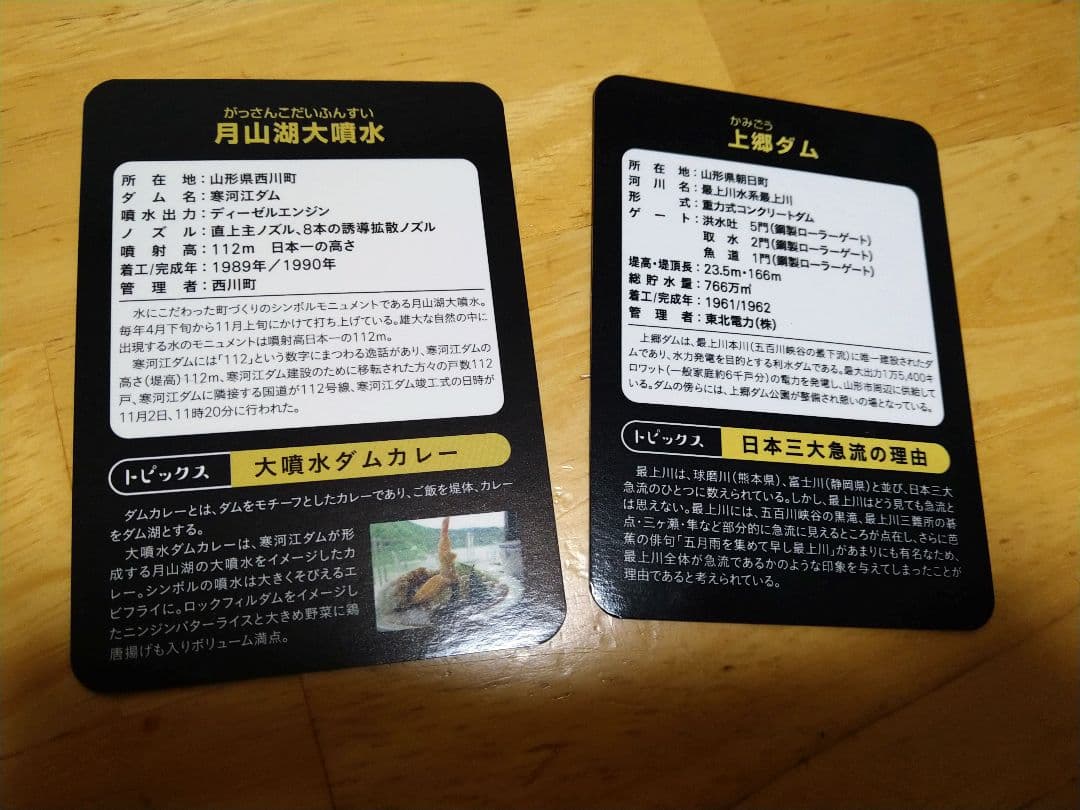 がっさんこだいふんすい
月山湖大噴水
所在地：山形県西川町
ダム名：寒河江ダム
噴水出力：ディーゼルエンジン
ノズル：直上主ノズル、8本の誘導拡散ノズル
噴射高：112m 日本一の高さ
着工/完成年：1989年／1990年
管理者：西川町
水にこだわった町づくりのシンボルモニュメントである月山湖大噴水。
毎年4月下旬から11月上旬にかけて打ち上げている。雄大な自然の中に
出現する水のモニュメントは噴射高日本一の112m。
寒河江ダムには「112」という数字にまつわる逸話があり、寒河江ダムの
高さ(堤高)112m、寒河江ダム建設のために移転された方々の戸数112
戸、寒河江ダムに隣接する国道が112号線、寒河江ダム竣工式の日時が
11月2日、11時20分に行われた。
トピックス 大噴水ダムカレー
ダムカレーとは、ダムをモチーフとしたカレーであり、ご飯を堤体、カレー
をダム湖とする。
大噴水ダムカレーは、寒河江ダムが形
成する月山湖の大噴水をイメージしたカ
レー。シンボルの噴水は大きくそびえるエ
ビフライに。ロックフィルダムをイメージし
たニンジンバターライスと大きめ野菜に鶏
唐揚げも入りボリューム満点。
かみごう
上郷ダム
所在地：山形県朝日町
河川名：最上川水系最上川
形式：重力式コンクリートダム
ゲート：洪水吐 5門(鋼製ローラーゲート)
取水 2門(鋼製ローラーゲート)
魚道 1門(鋼製ローラーゲート)
堤高・堤頂長：23.5m・166m
総貯水量：766万㎥
着工/完成年：1961/1962
管理者：東北電力(株)
上郷ダムは、最上川本川(五百川峡谷の最下流)に唯一建設されたダ
ムであり、水力発電を目的とする利水ダムである。最大出力1万5,400キ
ロワット(一般家庭約6千戸分)の電力を発電し、山形市周辺に供給して
いる。ダムの傍らには、上郷ダム公園が整備され憩いの場となっている。
トピックス 日本三大急流の理由
最上川は、球磨川(熊本県)、富士川(静岡県)と並び、日本三大
急流のひとつに数えられている。しかし、最上川はどう見ても急流と
は思えない。最上川には、五百川峡谷の黒滝、最上川三難所の碁
点・三ヶ瀬・隼など部分的に急流に見えるところが点在し、さらに芭
蕉の俳句「五月雨を集めて早し最上川」があまりにも有名なため、
最上川全体が急流であるかのような印象を与えてしまったことが
理由であると考えられている。